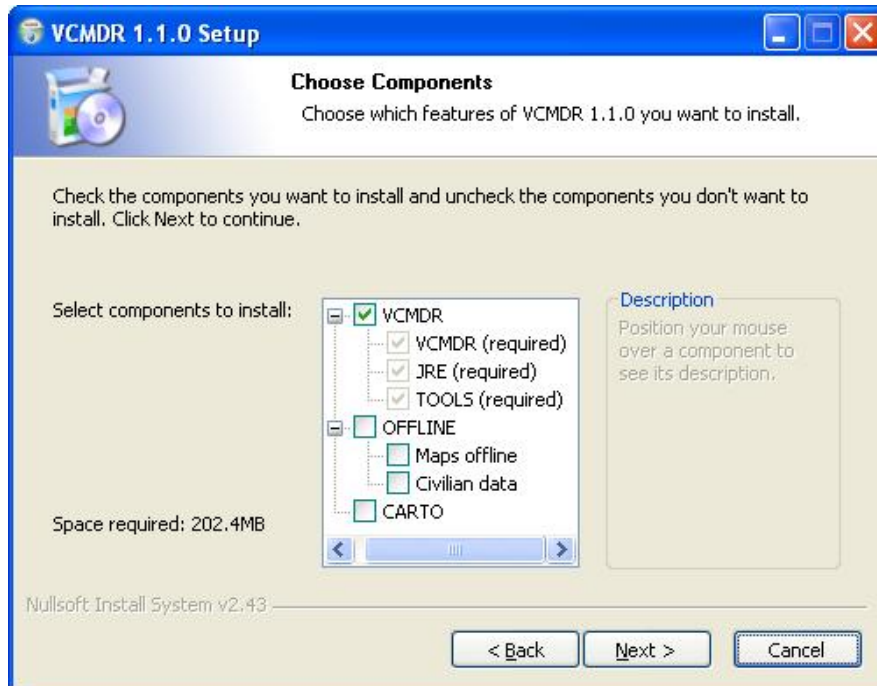 VCMDR 1.1.0 Setup
Choose Components
Choose which features of VCMDR 1.1.0 you want to install.
Check the components you want to install and uncheck the components you don't want to
install. Click Next to continue.
Select components to install:
VCMDR
VCMDR (required)
JRE (required)
TOOLS (required)
OFFLINE
Maps offline
Civilian data
CARTO
Description
Position your mouse
over a component to
see its description.
Space required: 202.4MB
Nullsoft Install System v2.43
< Back
Next >
Cancel